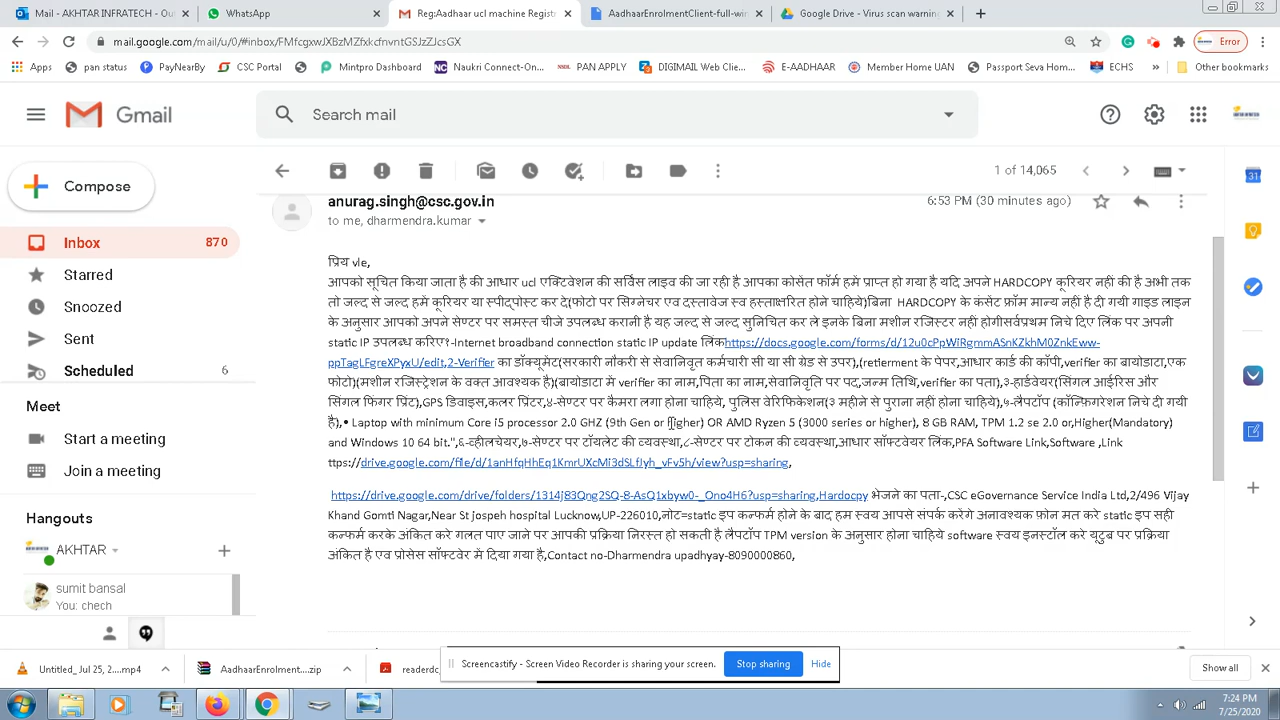 Mail - AKHTAR INFRATECH - Out
WhatsApp
Reg:Aadhaar ucl machine Registr
AadhaarEnrolmentClient-full-win
Google Drive - Virus scan warning
mail.google.com/mail/u/0/#inbox/FMfcgxwJXBzMZfxkcfnvntGSJzZJcsGX
Error
Apps
pan status
PayNearBy
CSC Portal
Mintpro Dashboard
Naukri Connect-On...
PAN APPLY
DIGIMAIL Web Clie...
E-AADHAAR
Member Home UAN
Passport Seva Hom...
ECHS
»
Other bookmarks
Gmail
Search mail
Compose
1 of 14,065
Inbox 870
Starred
Snoozed
Sent
Scheduled 6
Meet
Start a meeting
Join a meeting
Hangouts
AKHTAR
sumit bansal
You: chech
anurag.singh@csc.gov.in
6:53 PM (30 minutes ago)
to me, dharmendra.kumar
प्रिय vle,
आपको सूचित किया जाता है की आधार ucl एक्टिवेशन की सर्विस लाइव की जा रही है आपका कोसेंत फॉर्म हमें प्राप्त हो गया है यदि अपने HARDCOPY कूरियर नहीं की है अभी तक
तो जल्द से जल्द हमें कूरियर या स्पीदपोस्ट कर दे(फोटो पर सिग्नेचर एव दस्तावेज स्व हस्ताक्षरित होने चाहिये)बिना HARDCOPY के कंसेंट फ़्रॉम मान्य नहीं है दी गयी गाइड लाइन
के अनुसार आपको अपने सेण्टर पर समस्त चीजे उपलब्ध करानी है यह जल्द से जल्द सुनिचित कर ले इनके बिना मशीन रजिस्टर नहीं होगीसर्वप्रथम निचे दिए लिंक पर अपनी
static IP उपलब्ध करिए१-Internet broadband connection static IP update लिंकhttps://docs.google.com/forms/d/12u0cPpWiRgmmASnKZkhM0ZnkEww-
ppTagLFgreXPyxU/edit,2-Verifier का डॉक्यूमेंट(सरकारी नौकरी से सेवानिवृत कर्मचारी सी या बी ग्रेड से उपर),(retierment के पेपर,आधार कार्ड की कॉपी,verifier का बायोडाटा,एक
फोटो)(मशीन रजिस्ट्रेशन के वक्त आवश्यक है)(बायोडाटा में verifier का नाम,पिता का नाम,सेवानिवृति पर पद,जन्म तिथि,verifier का पता),३-हार्डवेयर(सिंगल आईरिस और
सिंगल फिंगर प्रिंट),GPS डिवाइस,कलर प्रिंटर,४-सेण्टर पर कैमरा लगा होना चाहिये, पुलिस वेरिफिकेशन(३ महीने से पुराना नहीं होना चाहिये),५-लैपटॉप (कॉन्फ़िगरेशन निचे दी गयी
है),• Laptop with minimum Core i5 processor 2.0 GHZ (9th Gen or Higher) OR AMD Ryzen 5 (3000 series or higher), 8 GB RAM, TPM 1.2 se 2.0 or,Higher(Mandatory)
and Windows 10 64 bit.",६-व्हीलचेयर,७-सेण्टर पर टॉयलेट की व्यवस्था,८-सेण्टर पर टोकन की व्यवस्था,आधार सॉफ्टवेयर लिंक,PFA Software Link,Software ,Link
ttps://drive.google.com/file/d/1anHfqHhEq1KmrUXcMi3dSLfJyh_vFv5h/view?usp=sharing,
https://drive.google.com/drive/folders/1314j83Qng2SQ-8-AsQ1xbyw0-_Ono4H6?usp=sharing,Hardocpy भेजने का पता-,CSC eGovernance Service India Ltd,2/496 Vijay
Khand Gomti Nagar,Near St jospeh hospital Lucknow,UP-226010,नोट=static इप कन्फर्म होने के बाद हम स्वय आपसे संपर्क करेंगे अनावश्यक फ़ोन मत करे static इप सही
कन्फर्म करके अंकित करे गलत पाए जाने पर आपकी प्रक्रिया निरस्त हो सकती है लैपटॉप TPM version के अनुसार होना चाहिये software स्वय इनस्टॉल करे यूटुब पर प्रक्रिया
अंकित है एव प्रोसेस सॉफ्टवेर में दिया गया है,Contact no-Dharmendra upadhyay-8090000860,
Untitled_Jul 25, 2....mp4
AadhaarEnrolment....zip
Screencastify - Screen Video Recorder is sharing your screen.
Stop sharing
Hide
Show all
7:24 PM
7/25/2020